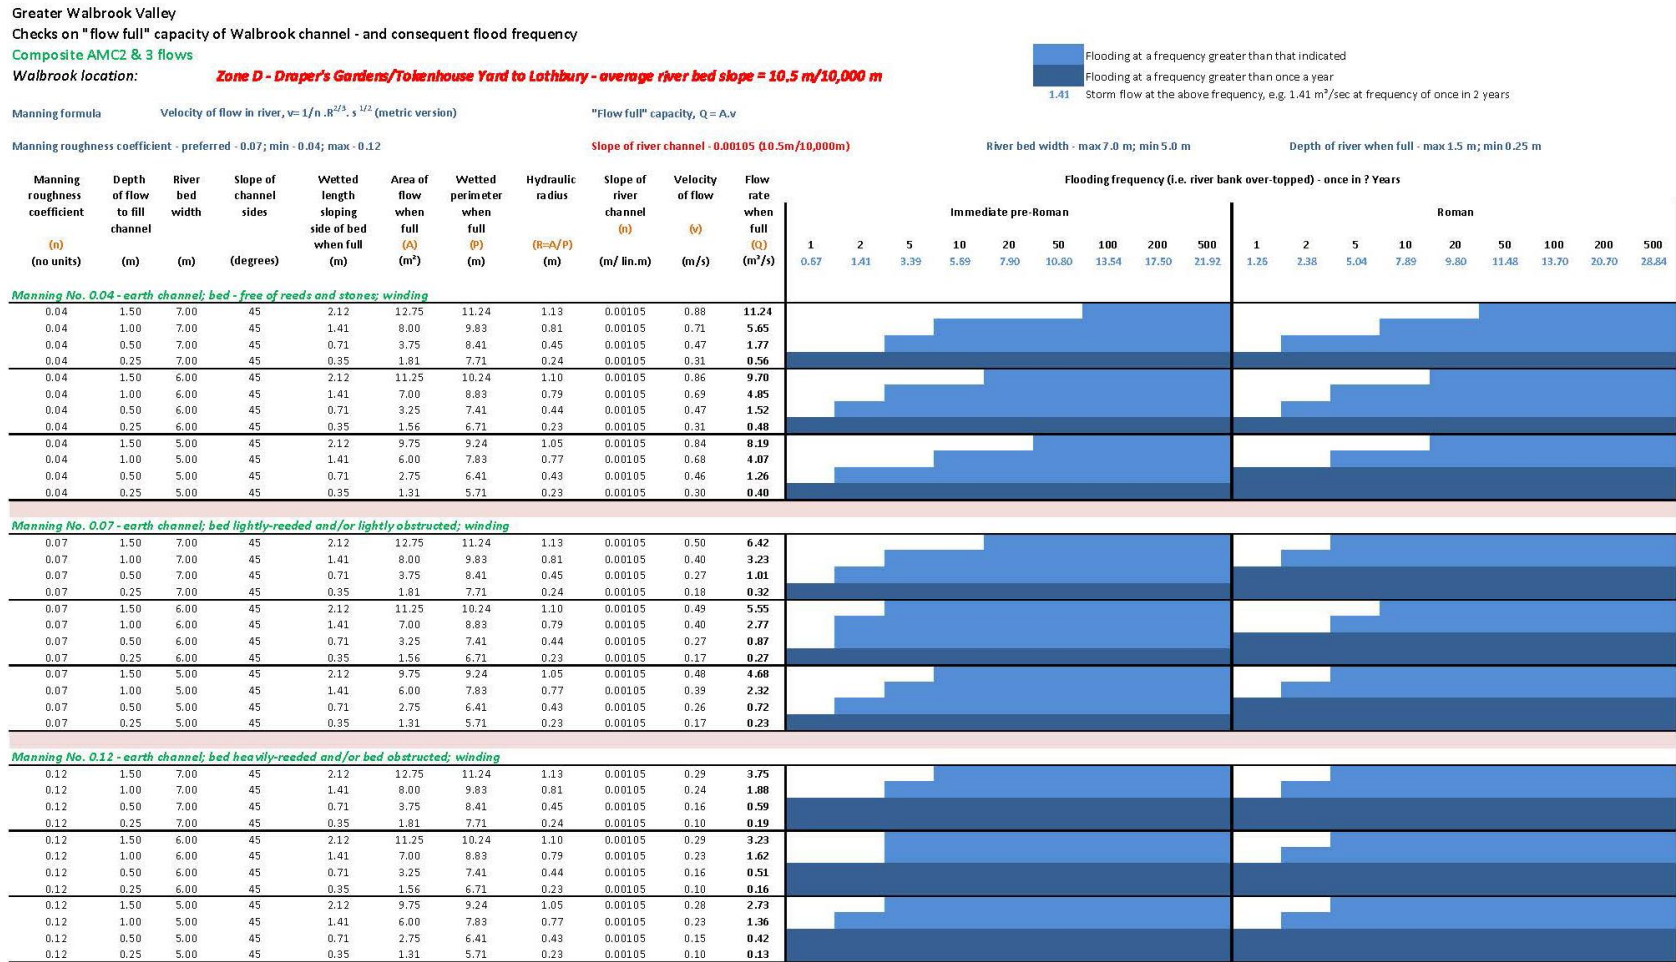 Greater Walbrook Valley
Checks on "flow full" capacity of Walbrook channel - and consequent flood frequency
Composite AMC2 & 3 flows
Walbrook location: Zone D - Draper's Gardens/Tokenhouse Yard to Lothbury - average river bed slope = 10.5 m/10,000 m
Flooding at a frequency greater than that indicated
Flooding at a frequency greater than once a year
1.41 Storm flow at the above frequency, e.g. 1.41 m³/sec at frequency of once in 2 years
Manning formula Velocity of flow in river, v= 1/n .R^2/3. s ^1/2 (metric version) "Flow full" capacity, Q = A.v
Manning roughness coefficient - preferred - 0.07; min - 0.04; max - 0.12 Slope of river channel - 0.00105 (10.5m/10,000m) River bed width - max 7.0 m; min 5.0 m Depth of river when full - max 1.5 m; min 0.25 m
Manning Depth River Slope of Wetted Area of Wetted Hydraulic Slope of Velocity Flow Flooding frequency (i.e. river bank over-topped) - once in ? Years
roughness of flow bed channel length flow perimeter radius river of flow rate
coefficient to fill width sides sloping when when channel when Immediate pre-Roman Roman
channel side of bed full full (n) (v) full
(n) when full (A) (P) (R=A/P) (Q) 1 2 5 10 20 50 100 200 500 1 2 5 10 20 50 100 200 500
(no units) (m) (m) (degrees) (m) (m²) (m) (m) (m/ lin.m) (m/s) (m³/s) 0.67 1.41 3.39 5.69 7.90 10.80 13.54 17.50 21.92 1.26 2.38 5.04 7.89 9.80 11.48 13.70 20.70 28.84
Manning No. 0.04 - earth channel; bed - free of reeds and stones; winding
0.04 1.50 7.00 45 2.12 12.75 11.24 1.13 0.00105 0.88 11.24
0.04 1.00 7.00 45 1.41 8.00 9.83 0.81 0.00105 0.71 5.65
0.04 0.50 7.00 45 0.71 3.75 8.41 0.45 0.00105 0.47 1.77
0.04 0.25 7.00 45 0.35 1.81 7.71 0.24 0.00105 0.31 0.56
0.04 1.50 6.00 45 2.12 11.25 10.24 1.10 0.00105 0.86 9.70
0.04 1.00 6.00 45 1.41 7.00 8.83 0.79 0.00105 0.69 4.85
0.04 0.50 6.00 45 0.71 3.25 7.41 0.44 0.00105 0.47 1.52
0.04 0.25 6.00 45 0.35 1.56 6.71 0.23 0.00105 0.31 0.48
0.04 1.50 5.00 45 2.12 9.75 9.24 1.05 0.00105 0.84 8.19
0.04 1.00 5.00 45 1.41 6.00 7.83 0.77 0.00105 0.68 4.07
0.04 0.50 5.00 45 0.71 2.75 6.41 0.43 0.00105 0.46 1.26
0.04 0.25 5.00 45 0.35 1.31 5.71 0.23 0.00105 0.30 0.40
Manning No. 0.07 - earth channel; bed lightly-reeded and/or lightly obstructed; winding
0.07 1.50 7.00 45 2.12 12.75 11.24 1.13 0.00105 0.50 6.42
0.07 1.00 7.00 45 1.41 8.00 9.83 0.81 0.00105 0.40 3.23
0.07 0.50 7.00 45 0.71 3.75 8.41 0.45 0.00105 0.27 1.01
0.07 0.25 7.00 45 0.35 1.81 7.71 0.24 0.00105 0.18 0.32
0.07 1.50 6.00 45 2.12 11.25 10.24 1.10 0.00105 0.49 5.55
0.07 1.00 6.00 45 1.41 7.00 8.83 0.79 0.00105 0.40 2.77
0.07 0.50 6.00 45 0.71 3.25 7.41 0.44 0.00105 0.27 0.87
0.07 0.25 6.00 45 0.35 1.56 6.71 0.23 0.00105 0.17 0.27
0.07 1.50 5.00 45 2.12 9.75 9.24 1.05 0.00105 0.48 4.68
0.07 1.00 5.00 45 1.41 6.00 7.83 0.77 0.00105 0.39 2.32
0.07 0.50 5.00 45 0.71 2.75 6.41 0.43 0.00105 0.26 0.72
0.07 0.25 5.00 45 0.35 1.31 5.71 0.23 0.00105 0.17 0.23
Manning No. 0.12 - earth channel; bed heavily-reeded and/or bed obstructed; winding
0.12 1.50 7.00 45 2.12 12.75 11.24 1.13 0.00105 0.29 3.75
0.12 1.00 7.00 45 1.41 8.00 9.83 0.81 0.00105 0.24 1.88
0.12 0.50 7.00 45 0.71 3.75 8.41 0.45 0.00105 0.16 0.59
0.12 0.25 7.00 45 0.35 1.81 7.71 0.24 0.00105 0.10 0.19
0.12 1.50 6.00 45 2.12 11.25 10.24 1.10 0.00105 0.29 3.23
0.12 1.00 6.00 45 1.41 7.00 8.83 0.79 0.00105 0.23 1.62
0.12 0.50 6.00 45 0.71 3.25 7.41 0.44 0.00105 0.16 0.51
0.12 0.25 6.00 45 0.35 1.56 6.71 0.23 0.00105 0.10 0.16
0.12 1.50 5.00 45 2.12 9.75 9.24 1.05 0.00105 0.28 2.73
0.12 1.00 5.00 45 1.41 6.00 7.83 0.77 0.00105 0.23 1.36
0.12 0.50 5.00 45 0.71 2.75 6.41 0.43 0.00105 0.15 0.42
0.12 0.25 5.00 45 0.35 1.31 5.71 0.23 0.00105 0.10 0.13